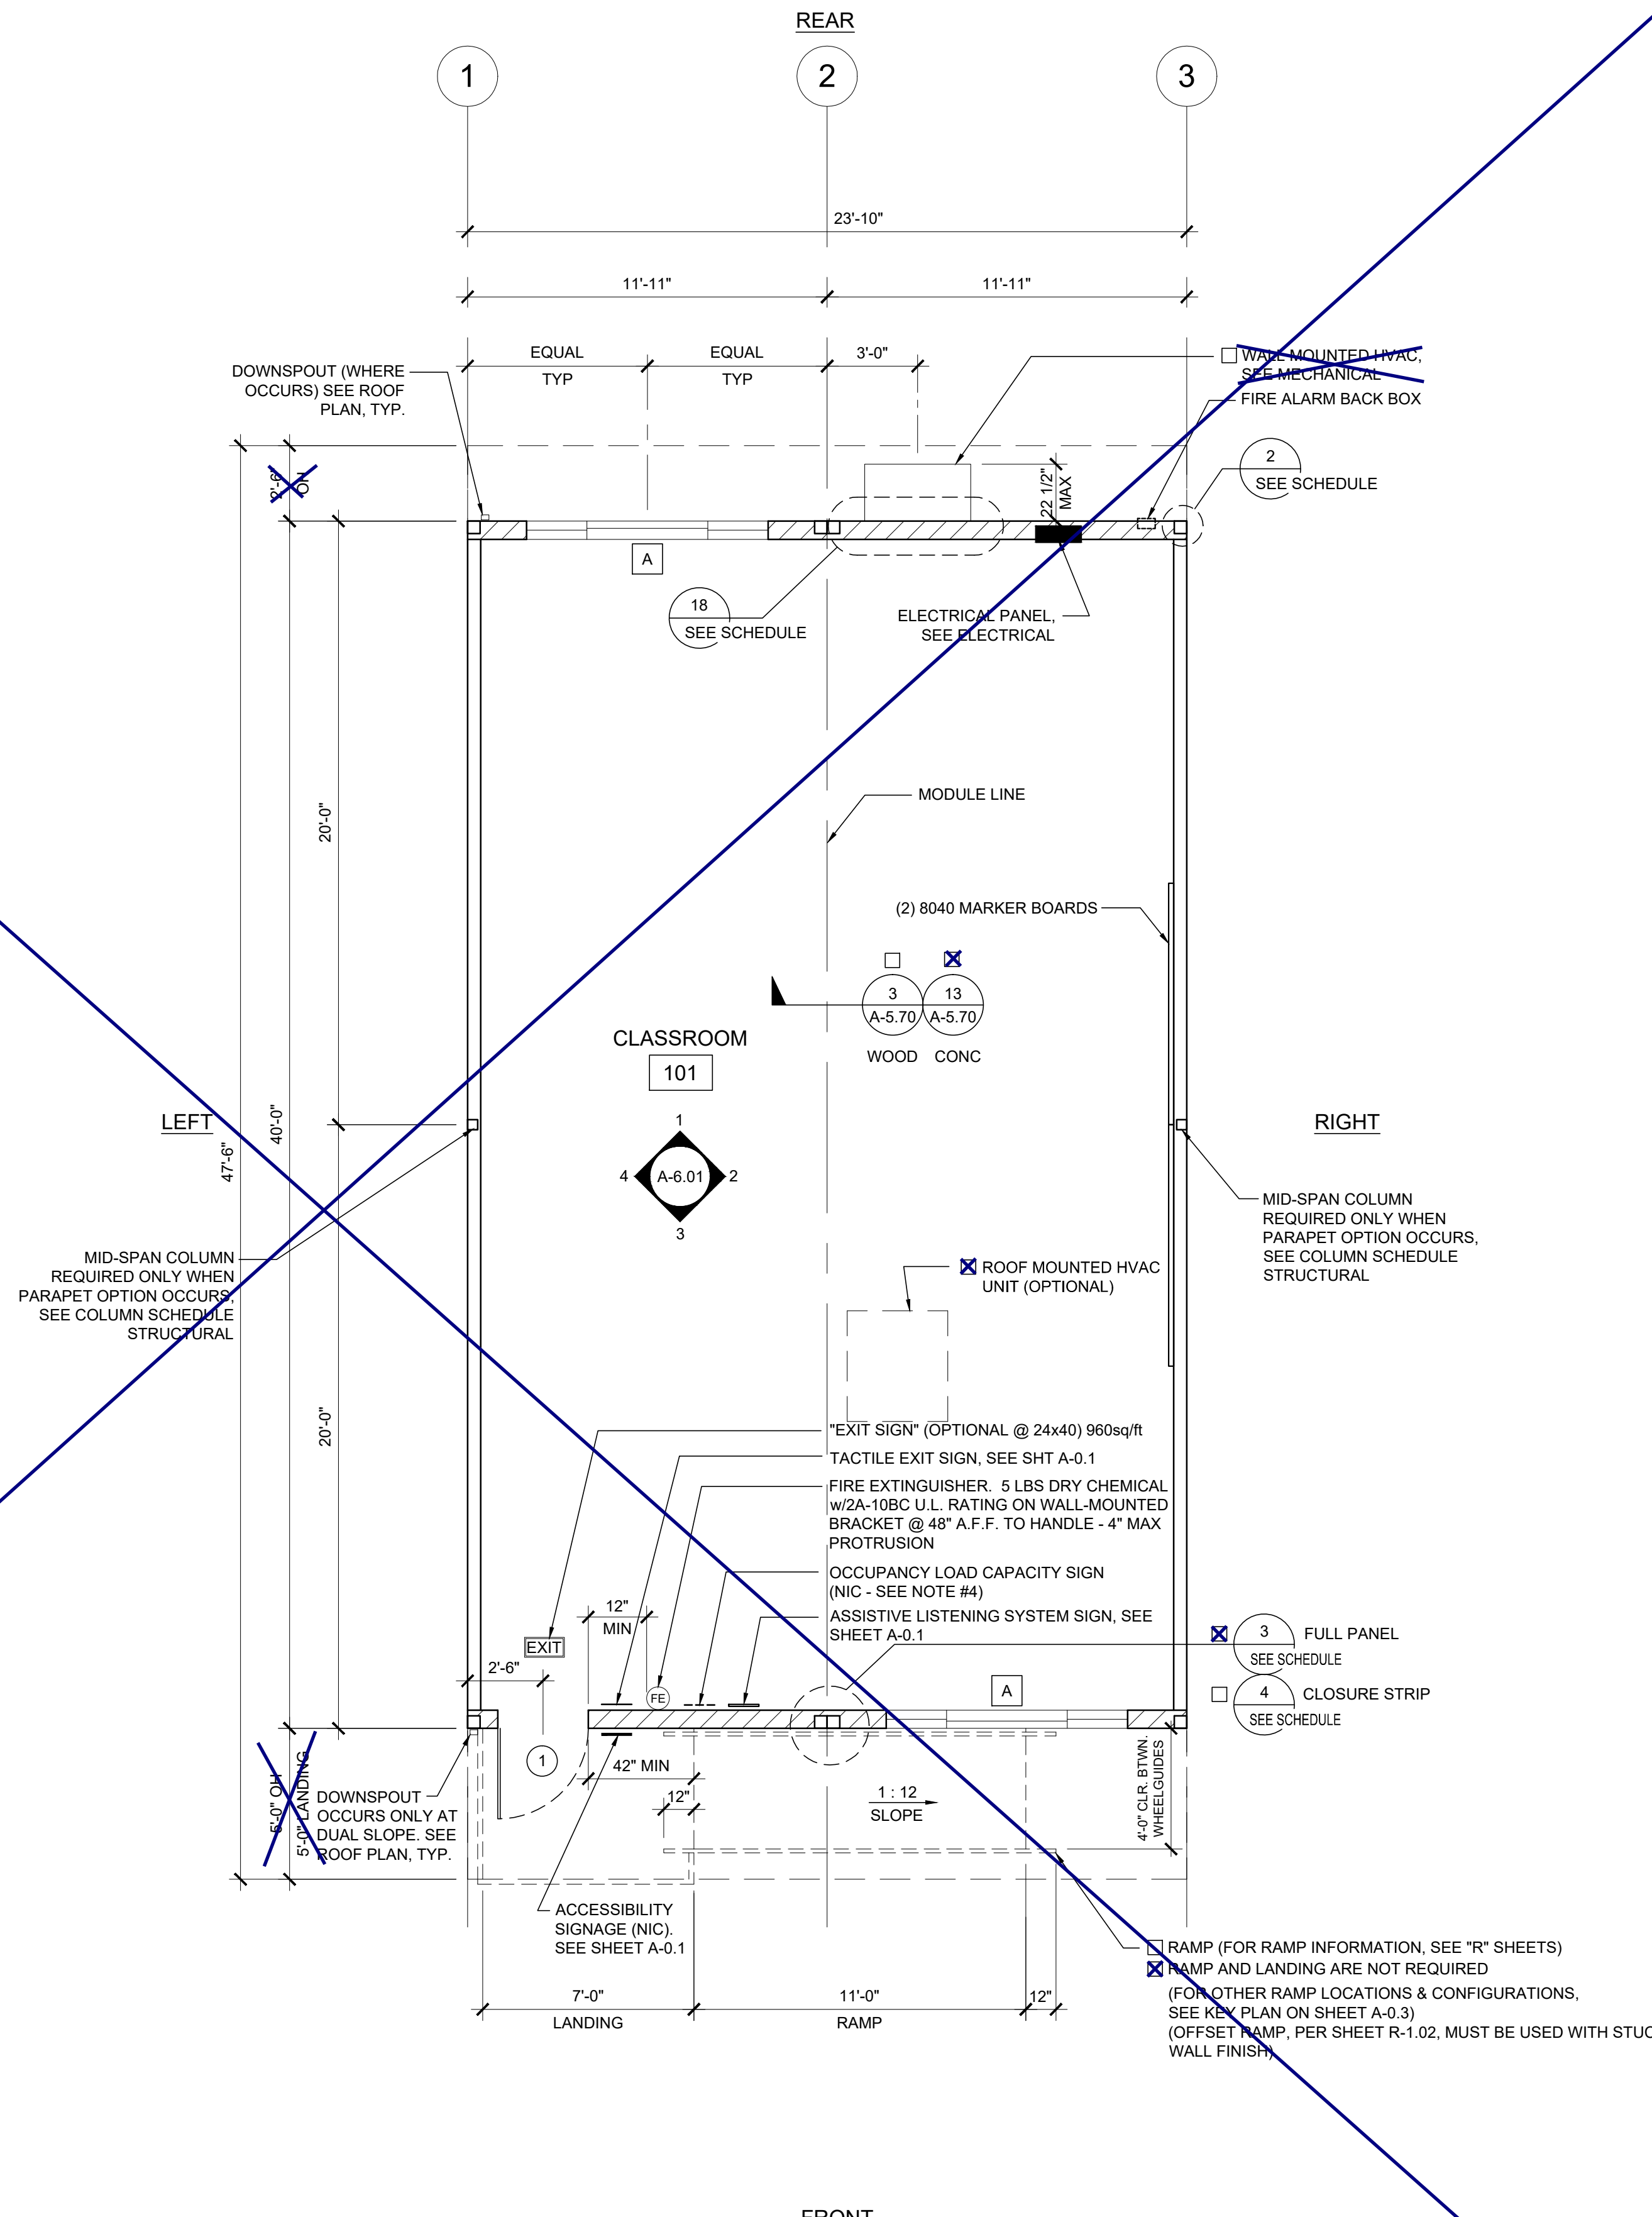 REAR
1
2
3
23'-10"
11'-11"
11'-11"
EQUAL
TYP
EQUAL
TYP
3'-0"
DOWNSPOUT (WHERE
OCCURS) SEE ROOF
PLAN, TYP.
WALL MOUNTED HVAC,
SEE MECHANICAL
FIRE ALARM BACK BOX
2
SEE SCHEDULE
2'-6"
OH
22 1/2"
MAX
A
18
SEE SCHEDULE
ELECTRICAL PANEL,
SEE ELECTRICAL
20'-0"
MODULE LINE
(2) 8040 MARKER BOARDS
3
A-5.70
WOOD
13
A-5.70
CONC
CLASSROOM
101
LEFT
RIGHT
40'-0"
47'-6"
1
4
A-6.01
2
3
MID-SPAN COLUMN
REQUIRED ONLY WHEN
PARAPET OPTION OCCURS,
SEE COLUMN SCHEDULE
STRUCTURAL
MID-SPAN COLUMN
REQUIRED ONLY WHEN
PARAPET OPTION OCCURS,
SEE COLUMN SCHEDULE
STRUCTURAL
ROOF MOUNTED HVAC
UNIT (OPTIONAL)
20'-0"
"EXIT SIGN" (OPTIONAL @ 24x40) 960sq/ft
TACTILE EXIT SIGN, SEE SHT A-0.1
FIRE EXTINGUISHER. 5 LBS DRY CHEMICAL
w/2A-10BC U.L. RATING ON WALL-MOUNTED
BRACKET @ 48" A.F.F. TO HANDLE - 4" MAX
PROTRUSION
OCCUPANCY LOAD CAPACITY SIGN
(NIC - SEE NOTE #4)
ASSISTIVE LISTENING SYSTEM SIGN, SEE
SHEET A-0.1
12"
MIN
EXIT
2'-6"
FE
A
3
FULL PANEL
SEE SCHEDULE
4
CLOSURE STRIP
SEE SCHEDULE
5'-0" OH
5'-0" LANDING
DOWNSPOUT
OCCURS ONLY AT
DUAL SLOPE. SEE
ROOF PLAN, TYP.
1
42" MIN
12"
1 : 12
SLOPE
4'-0" CLR. BTWN.
WHEELGUIDES
ACCESSIBILITY
SIGNAGE (NIC).
SEE SHEET A-0.1
RAMP (FOR RAMP INFORMATION, SEE "R" SHEETS)
RAMP AND LANDING ARE NOT REQUIRED
(FOR OTHER RAMP LOCATIONS & CONFIGURATIONS,
SEE KEY PLAN ON SHEET A-0.3)
(OFFSET RAMP, PER SHEET R-1.02, MUST BE USED WITH STUC
WALL FINISH)
7'-0"
LANDING
11'-0"
RAMP
12"
FRONT